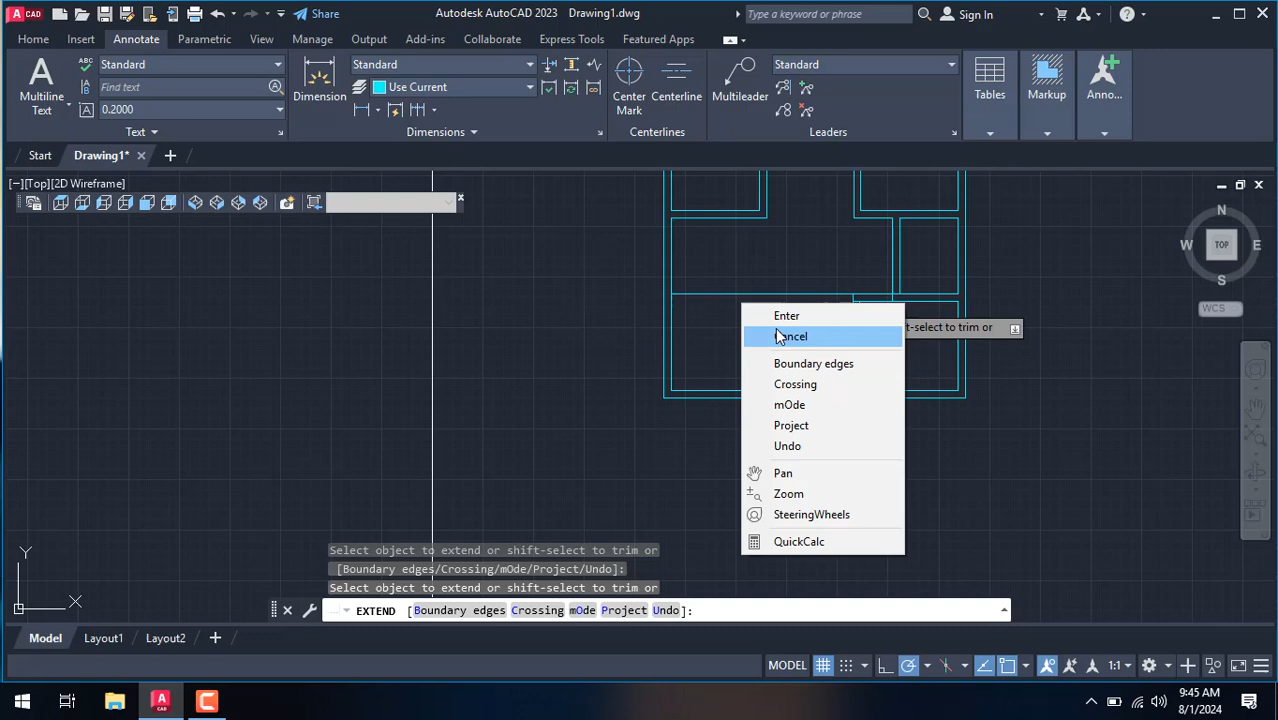 CAD
Share
Autodesk AutoCAD 2023 Drawing1.dwg
Type a keyword or phrase
Sign In
Home
Insert
Annotate
Parametric
View
Manage
Output
Add-ins
Collaborate
Express Tools
Featured Apps
Multiline
Text
ABC
Standard
Find text
0.2000
Text
Dimension
Standard
Use Current
Dimensions
Center
Mark
Centerline
Centerlines
Multileader
Standard
Leaders
Tables
Markup
Anno...
Start
Drawing1*
[−][Top][2D Wireframe]
N
W
TOP
E
S
WCS
Enter
t-select to trim or
Boundary edges
Crossing
mOde
Project
Undo
Pan
Zoom
SteeringWheels
QuickCalc
Y
X
Select object to extend or shift-select to trim or
[Boundary edges/Crossing/mOde/Project/Undo]:
Select object to extend or shift-select to trim or
EXTEND [Boundary edges Crossing mOde Project Undo]:
Model
Layout1
Layout2
MODEL
1:1
9:45 AM
8/1/2024